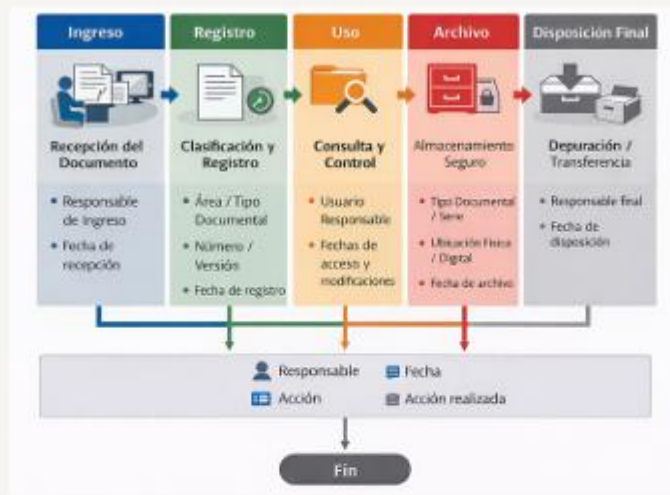 Ingreso
Registro
Uso
Archivo
Disposición Final
Recepción del
Documento
Clasificación y
Registro
Consulta y
Control
Almacenamiento
Seguro
Depuración /
Transferencia
• Responsable
de Ingreso
• Fecha de
recepción
• Área / Tipo
Documental
• Número /
Versión
• Fecha de registro
• Usuario
Responsable
• Fechas de
acceso y
modificaciones
• Tipo Documental
/ Serie
• Ubicación Física
/ Digital
• Fecha de archivo
• Responsable final
• Fecha de
disposición
Responsable
Fecha
Acción
Acción realizada
Fin